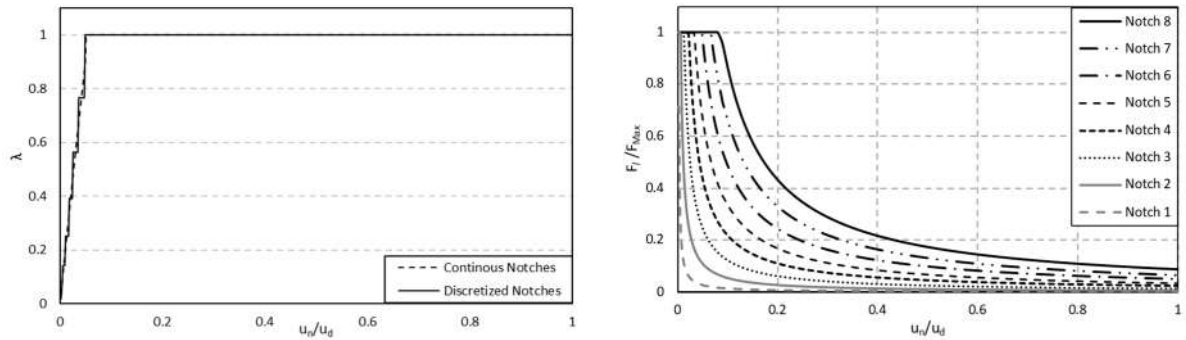 λ
1
0.8
0.6
0.4
0.2
0
0
0.2
0.4
0.6
0.8
1
uₙ/u_d
Continous Notches
Discretized Notches
F_l /F_Max
1
0.8
0.6
0.4
0.2
0
0
0.2
0.4
0.6
0.8
1
uₙ/u_d
Notch 8
Notch 7
Notch 6
Notch 5
Notch 4
Notch 3
Notch 2
Notch 1